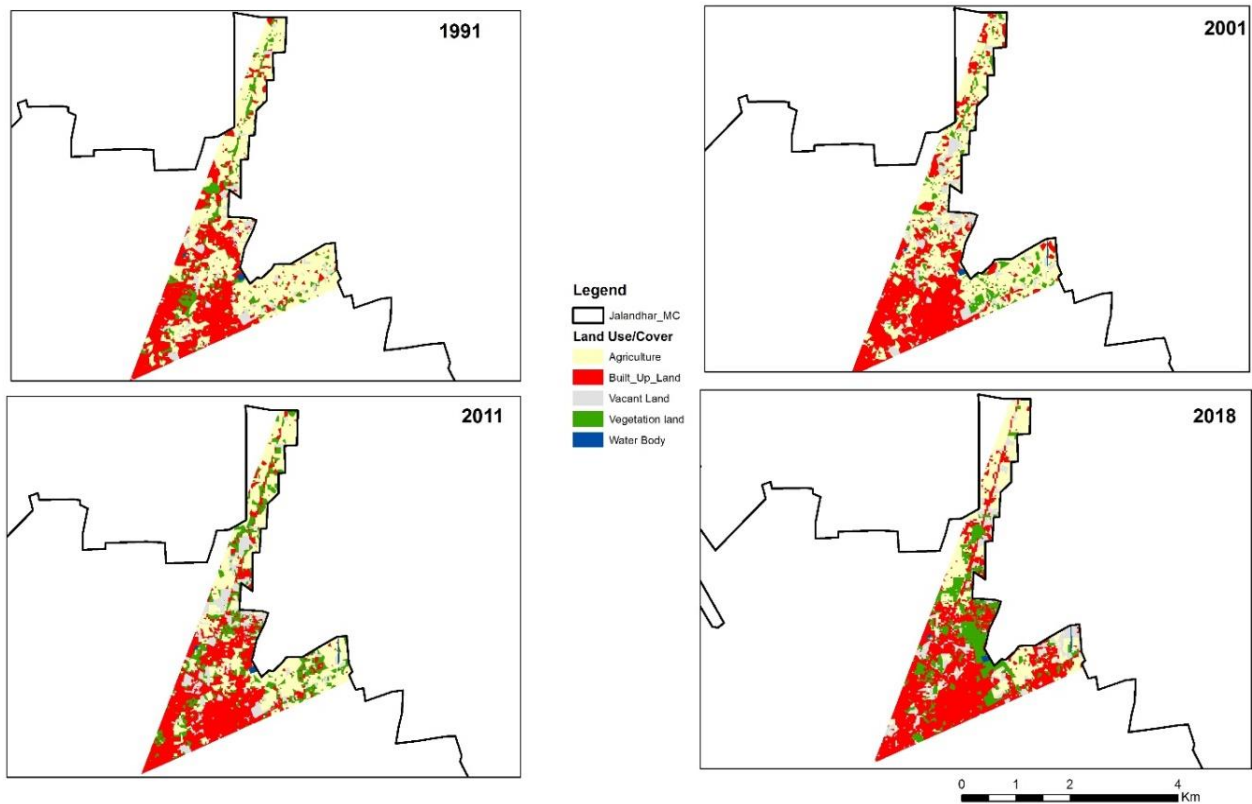 1991
2001
Legend
Jalandhar_MC
Land Use/Cover
Agriculture
Built_Up_Land
Vacant Land
Vegetation land
Water Body
2011
2018
0 1 2 4
Km